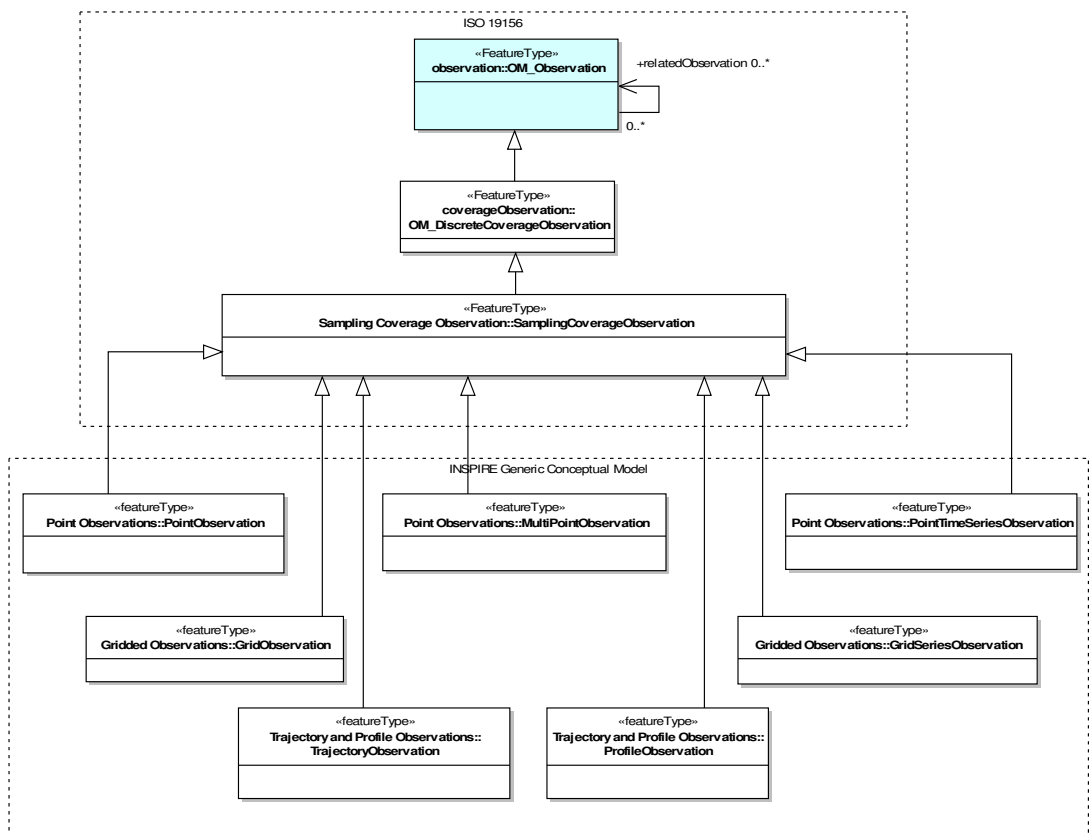 ISO 19156
«FeatureType»
observation::OM_Observation
+relatedObservation 0..*
0..*
«FeatureType»
coverageObservation::
OM_DiscreteCoverageObservation
«FeatureType»
Sampling Coverage Observation::SamplingCoverageObservation
INSPIRE Generic Conceptual Model
«featureType»
Point Observations::PointObservation
«featureType»
Point Observations::MultiPointObservation
«featureType»
Point Observations::PointTimeSeriesObservation
«featureType»
Gridded Observations::GridObservation
«featureType»
Gridded Observations::GridSeriesObservation
«featureType»
Trajectory and Profile Observations::
TrajectoryObservation
«featureType»
Trajectory and Profile Observations::
ProfileObservation